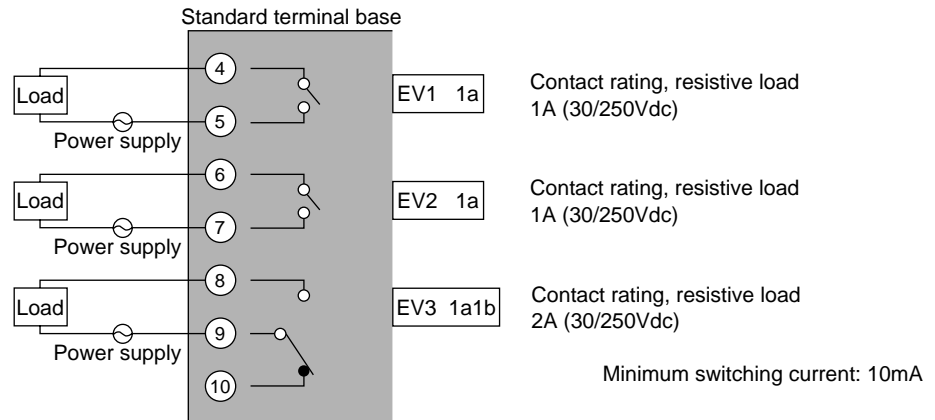 Standard terminal base
4
Load
EV1 1a
Contact rating, resistive load
1A (30/250Vdc)
5
Power supply
6
Load
EV2 1a
Contact rating, resistive load
1A (30/250Vdc)
7
Power supply
8
Load
EV3 1a1b
Contact rating, resistive load
2A (30/250Vdc)
9
Power supply
10
Minimum switching current: 10mA